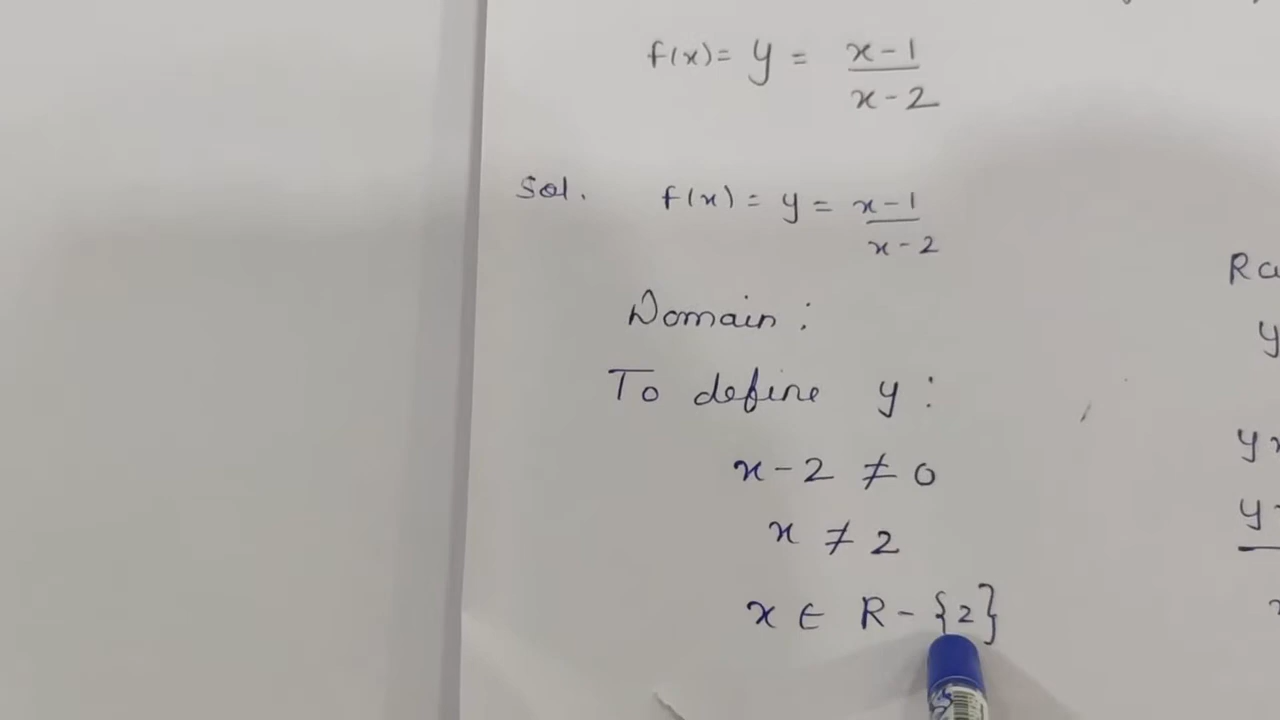 f(x) = y = x-1
x-2
Sol. f(x) = y = x-1
x-2
Domain :
To define y :
x-2 ≠ 0
x ≠ 2
x ∈ R - {2}
y
y